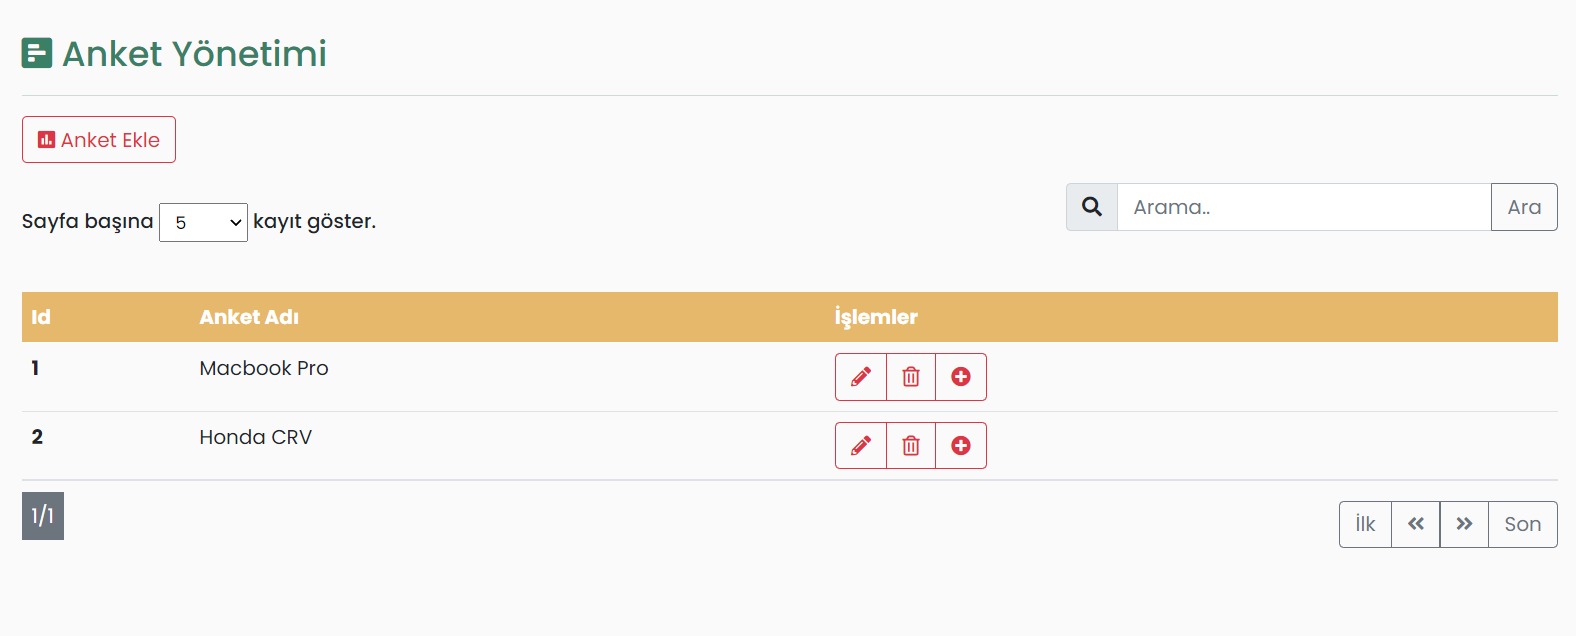 Anket Yönetimi
Anket Ekle
Sayfa başına 5 kayıt göster.
Arama.. Ara
Id Anket Adı İşlemler
1 Macbook Pro
2 Honda CRV
1/1
İlk « » Son